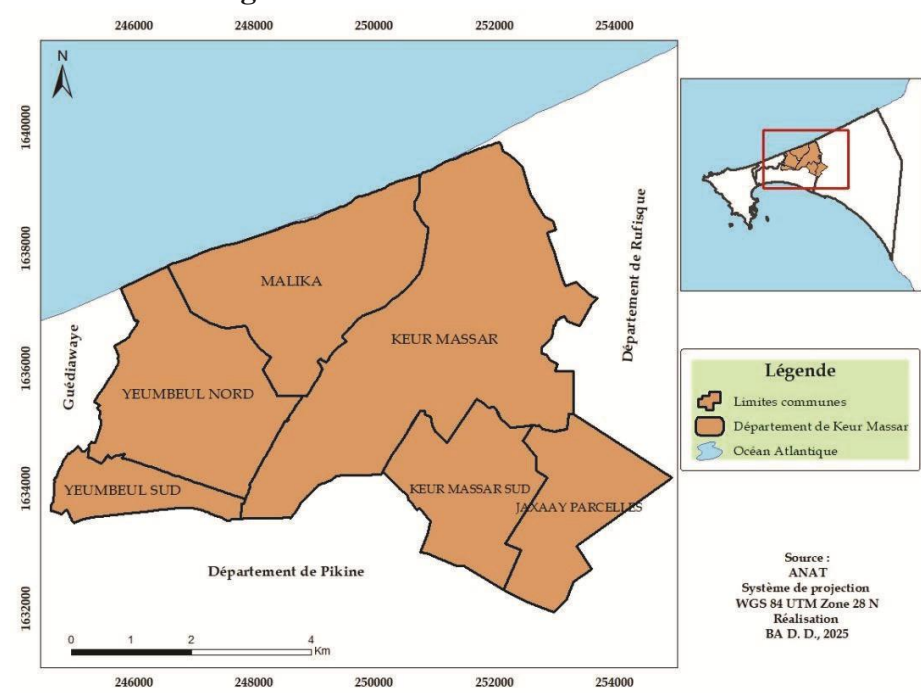 246000 248000 250000 252000 254000
N
1640000
1638000
1636000
1634000
1632000
MALIKA
KEUR MASSAR
YEUMBEUL NORD
YEUMBEUL SUD
KEUR MASSAR SUD
JAXAAY PARCELLES
Guédiawaye
Département de Rufisque
Département de Pikine
0 1 2 4
Km
246000 248000 250000 252000 254000
Légende
Limites communes
Département de Keur Massar
Océan Atlantique
Source :
ANAT
Système de projection
WGS 84 UTM Zone 28 N
Réalisation
BA D. D., 2025